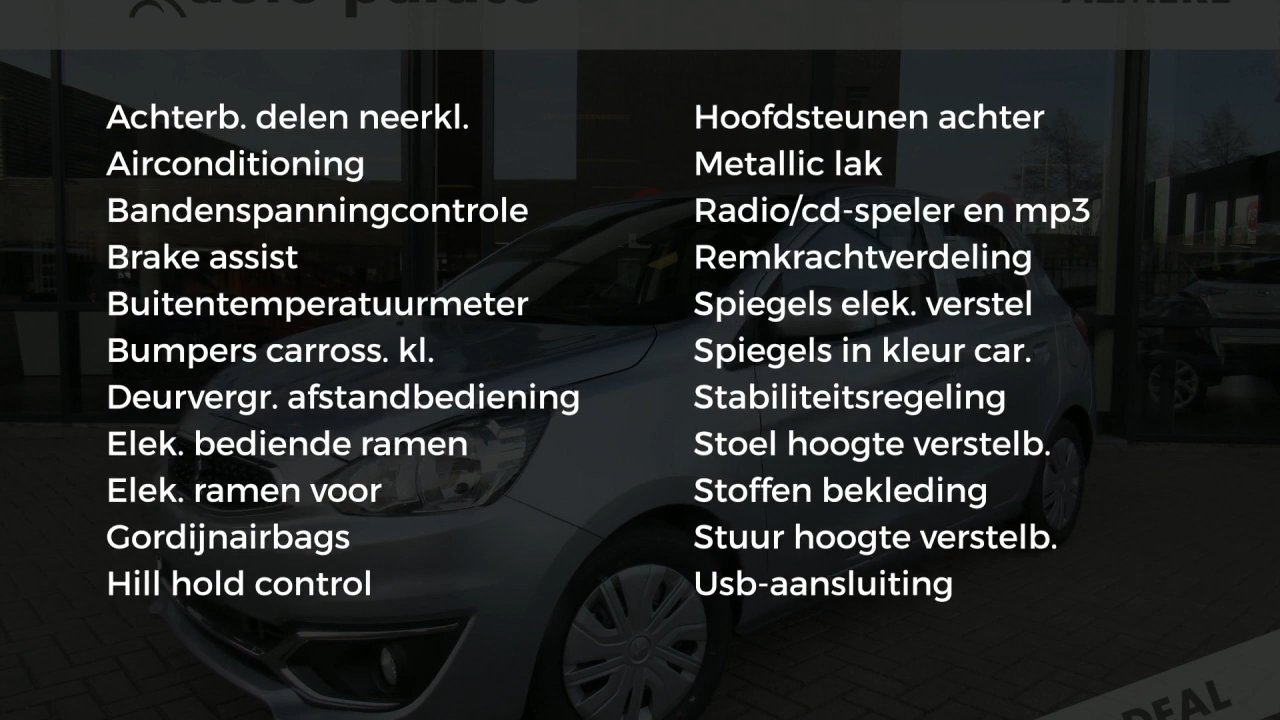 Achterb. delen neerkl.
Airconditioning
Bandenspanningcontrole
Brake assist
Buitentemperatuurmeter
Bumpers carross. kl.
Deurvergr. afstandbediening
Elek. bediende ramen
Elek. ramen voor
Gordijnairbags
Hill hold control
Hoofdsteunen achter
Metallic lak
Radio/cd-speler en mp3
Remkrachtverdeling
Spiegels elek. verstel
Spiegels in kleur car.
Stabiliteitsregeling
Stoel hoogte verstelb.
Stoffen bekleding
Stuur hoogte verstelb.
Usb-aansluiting
DEAL